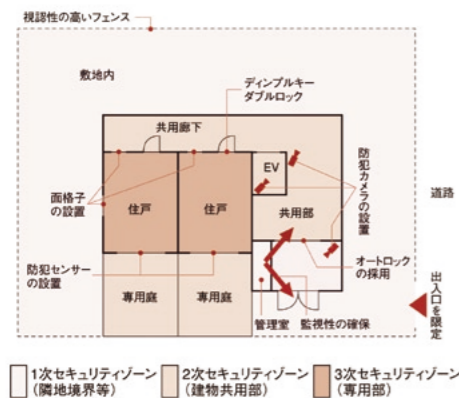 視認性の高いフェンス
敷地内
ディンプルキー
ダブルロック
共用廊下
EV
防犯カメラの設置
道路
面格子
の設置
住戸
住戸
共用部
防犯センサー
の設置
オートロック
の採用
専用庭
専用庭
管理室
監視性の確保
出入口を限定
1次セキュリティゾーン
(隣地境界等)
2次セキュリティゾーン
(建物共用部)
3次セキュリティゾーン
(専用部)